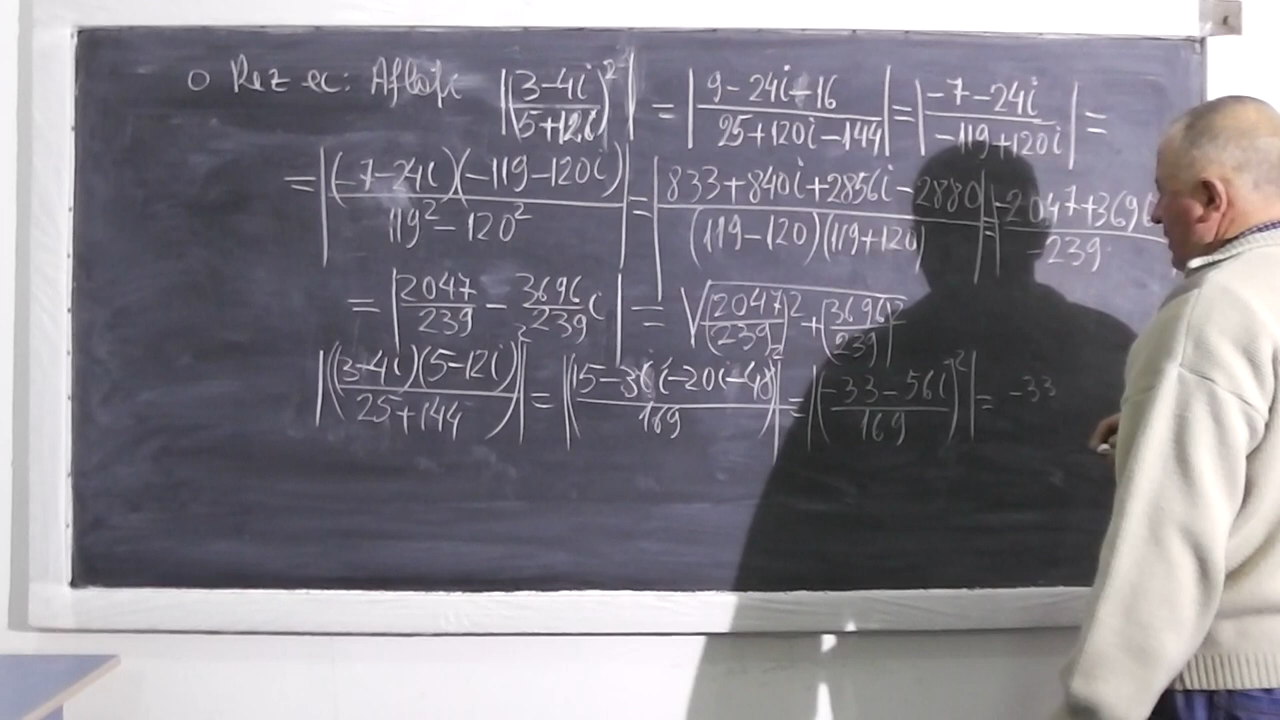 o Rez ec: Aflați |((3-4i)/(5+12i))²| = |(9-24i-16)/(25+120i-144)| = |(-7-24i)/(-119+120i)| =
= |((-7-24i)(-119-120i))/(119²-120²)| = |(833+840i+2856i-2880)/((119-120)(119+120))| = |(-2047+3696)/(-239)
= |2047/239 - 3696/239 i| = √((2047/239)²+(3696/239)²)
|(((3-4i)(5-12i))/(25+144))²| = |((15-36i-20i-48)/169)²| = |((-33-56i)/169)²| = -33